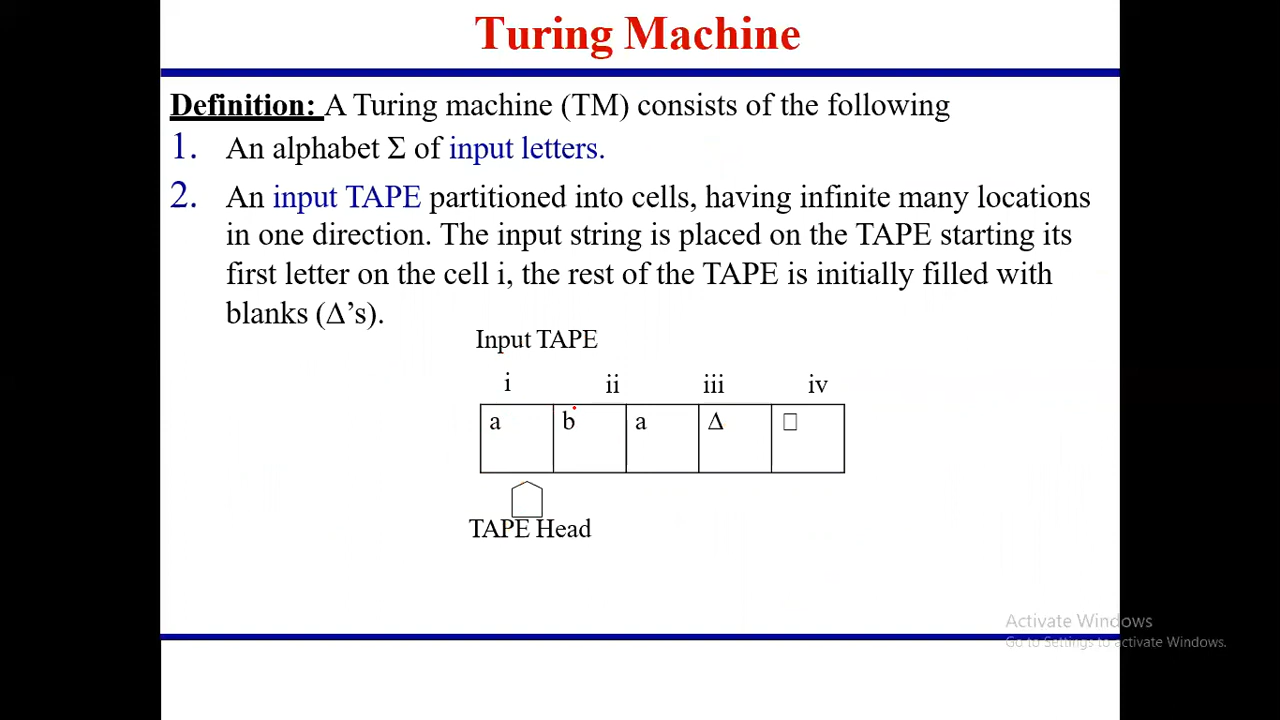 Turing Machine
Definition: A Turing machine (TM) consists of the following
1. An alphabet Σ of input letters.
2. An input TAPE partitioned into cells, having infinite many locations
in one direction. The input string is placed on the TAPE starting its
first letter on the cell i, the rest of the TAPE is initially filled with
blanks (Δ’s).
Input TAPE
i ii iii iv
a b a Δ □
TAPE Head
Activate Windows
Go to Settings to activate Windows.